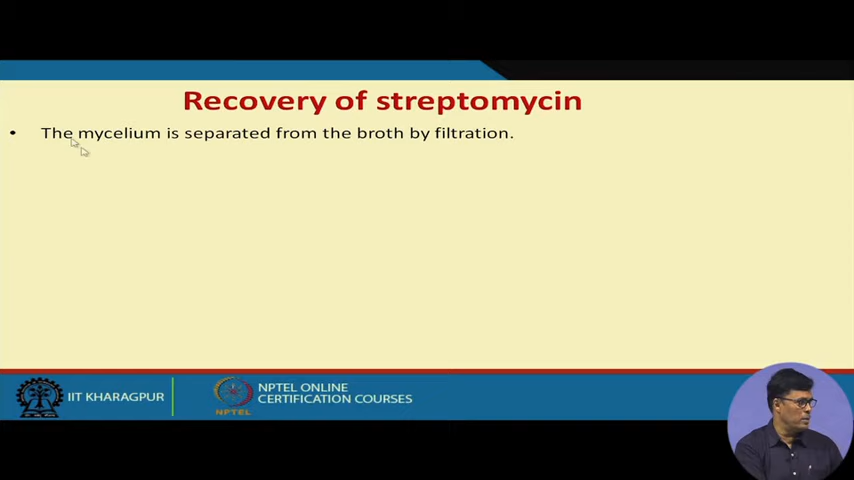 Recovery of streptomycin
• The mycelium is separated from the broth by filtration.
IIT KHARAGPUR
NPTEL
NPTEL ONLINE
CERTIFICATION COURSES